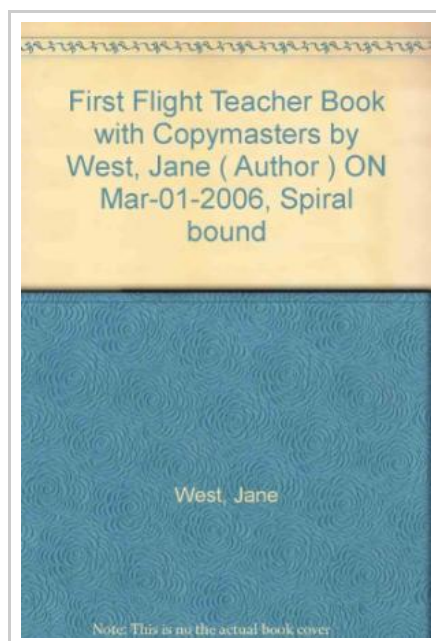 First Flight Teacher Book
with Copymasters by
West, Jane ( Author ) ON
Mar-01-2006, Spiral
bound
West, Jane
Note: This is no the actual book cover